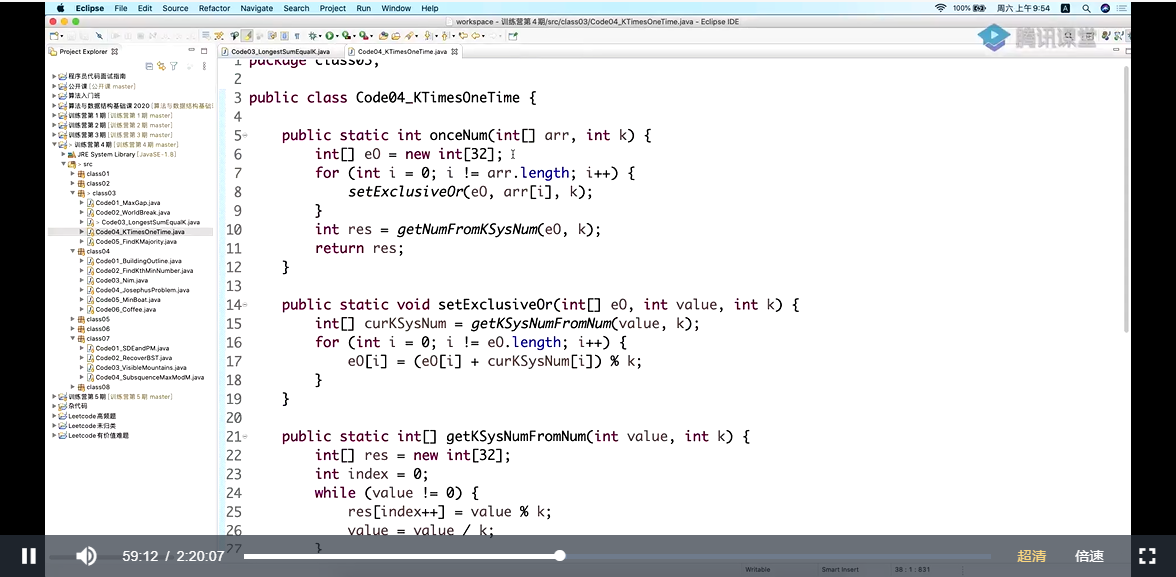 Eclipse File Edit Source Refactor Navigate Search Project Run Window Help 100% 周六 上午9:54
workspace - 训练营第4期/src/class03/Code04_KTimesOneTime.java - Eclipse IDE
腾讯课堂
Project Explorer
程序员代码面试指南
公开课 [公开课 master]
算法入门班
算法与数据结构基础课2020 [算法与数据结构基础]
训练营第1期 [训练营第1期 master]
训练营第2期 [训练营第2期 master]
训练营第3期 [训练营第3期 master]
> 训练营第4期 [训练营第4期 master]
JRE System Library [JavaSE-1.8]
> src
class01
class02
> class03
Code01_MaxGap.java
Code02_WorldBreak.java
> Code03_LongestSumEqualK.java
Code04_KTimesOneTime.java
Code05_FindKMajority.java
class04
Code01_BuildingOutline.java
Code02_FindKthMinNumber.java
Code03_Nim.java
Code04_JosephusProblem.java
Code05_MinBoat.java
Code06_Coffee.java
class05
class06
class07
Code01_SDEandPM.java
Code02_RecoverBST.java
Code03_VisibleMountains.java
Code04_SubsquenceMaxModM.java
class08
训练营第5期 [训练营第5期 master]
杂代码
Leetcode高频题
Leetcode未归类
Leetcode有价值难题
Code03_LongestSumEqualK.java Code04_KTimesOneTime.java
1 package class03;
2
3 public class Code04_KTimesOneTime {
4
5 public static int onceNum(int[] arr, int k) {
6 int[] eO = new int[32];
7 for (int i = 0; i != arr.length; i++) {
8 setExclusiveOr(eO, arr[i], k);
9 }
10 int res = getNumFromKSysNum(eO, k);
11 return res;
12 }
13
14 public static void setExclusiveOr(int[] eO, int value, int k) {
15 int[] curKSysNum = getKSysNumFromNum(value, k);
16 for (int i = 0; i != eO.length; i++) {
17 eO[i] = (eO[i] + curKSysNum[i]) % k;
18 }
19 }
20
21 public static int[] getKSysNumFromNum(int value, int k) {
22 int[] res = new int[32];
23 int index = 0;
24 while (value != 0) {
25 res[index++] = value % k;
26 value = value / k;
27 }
59:12 / 2:20:07 超清 倍速
Writable Smart Insert 38 : 1 : 831